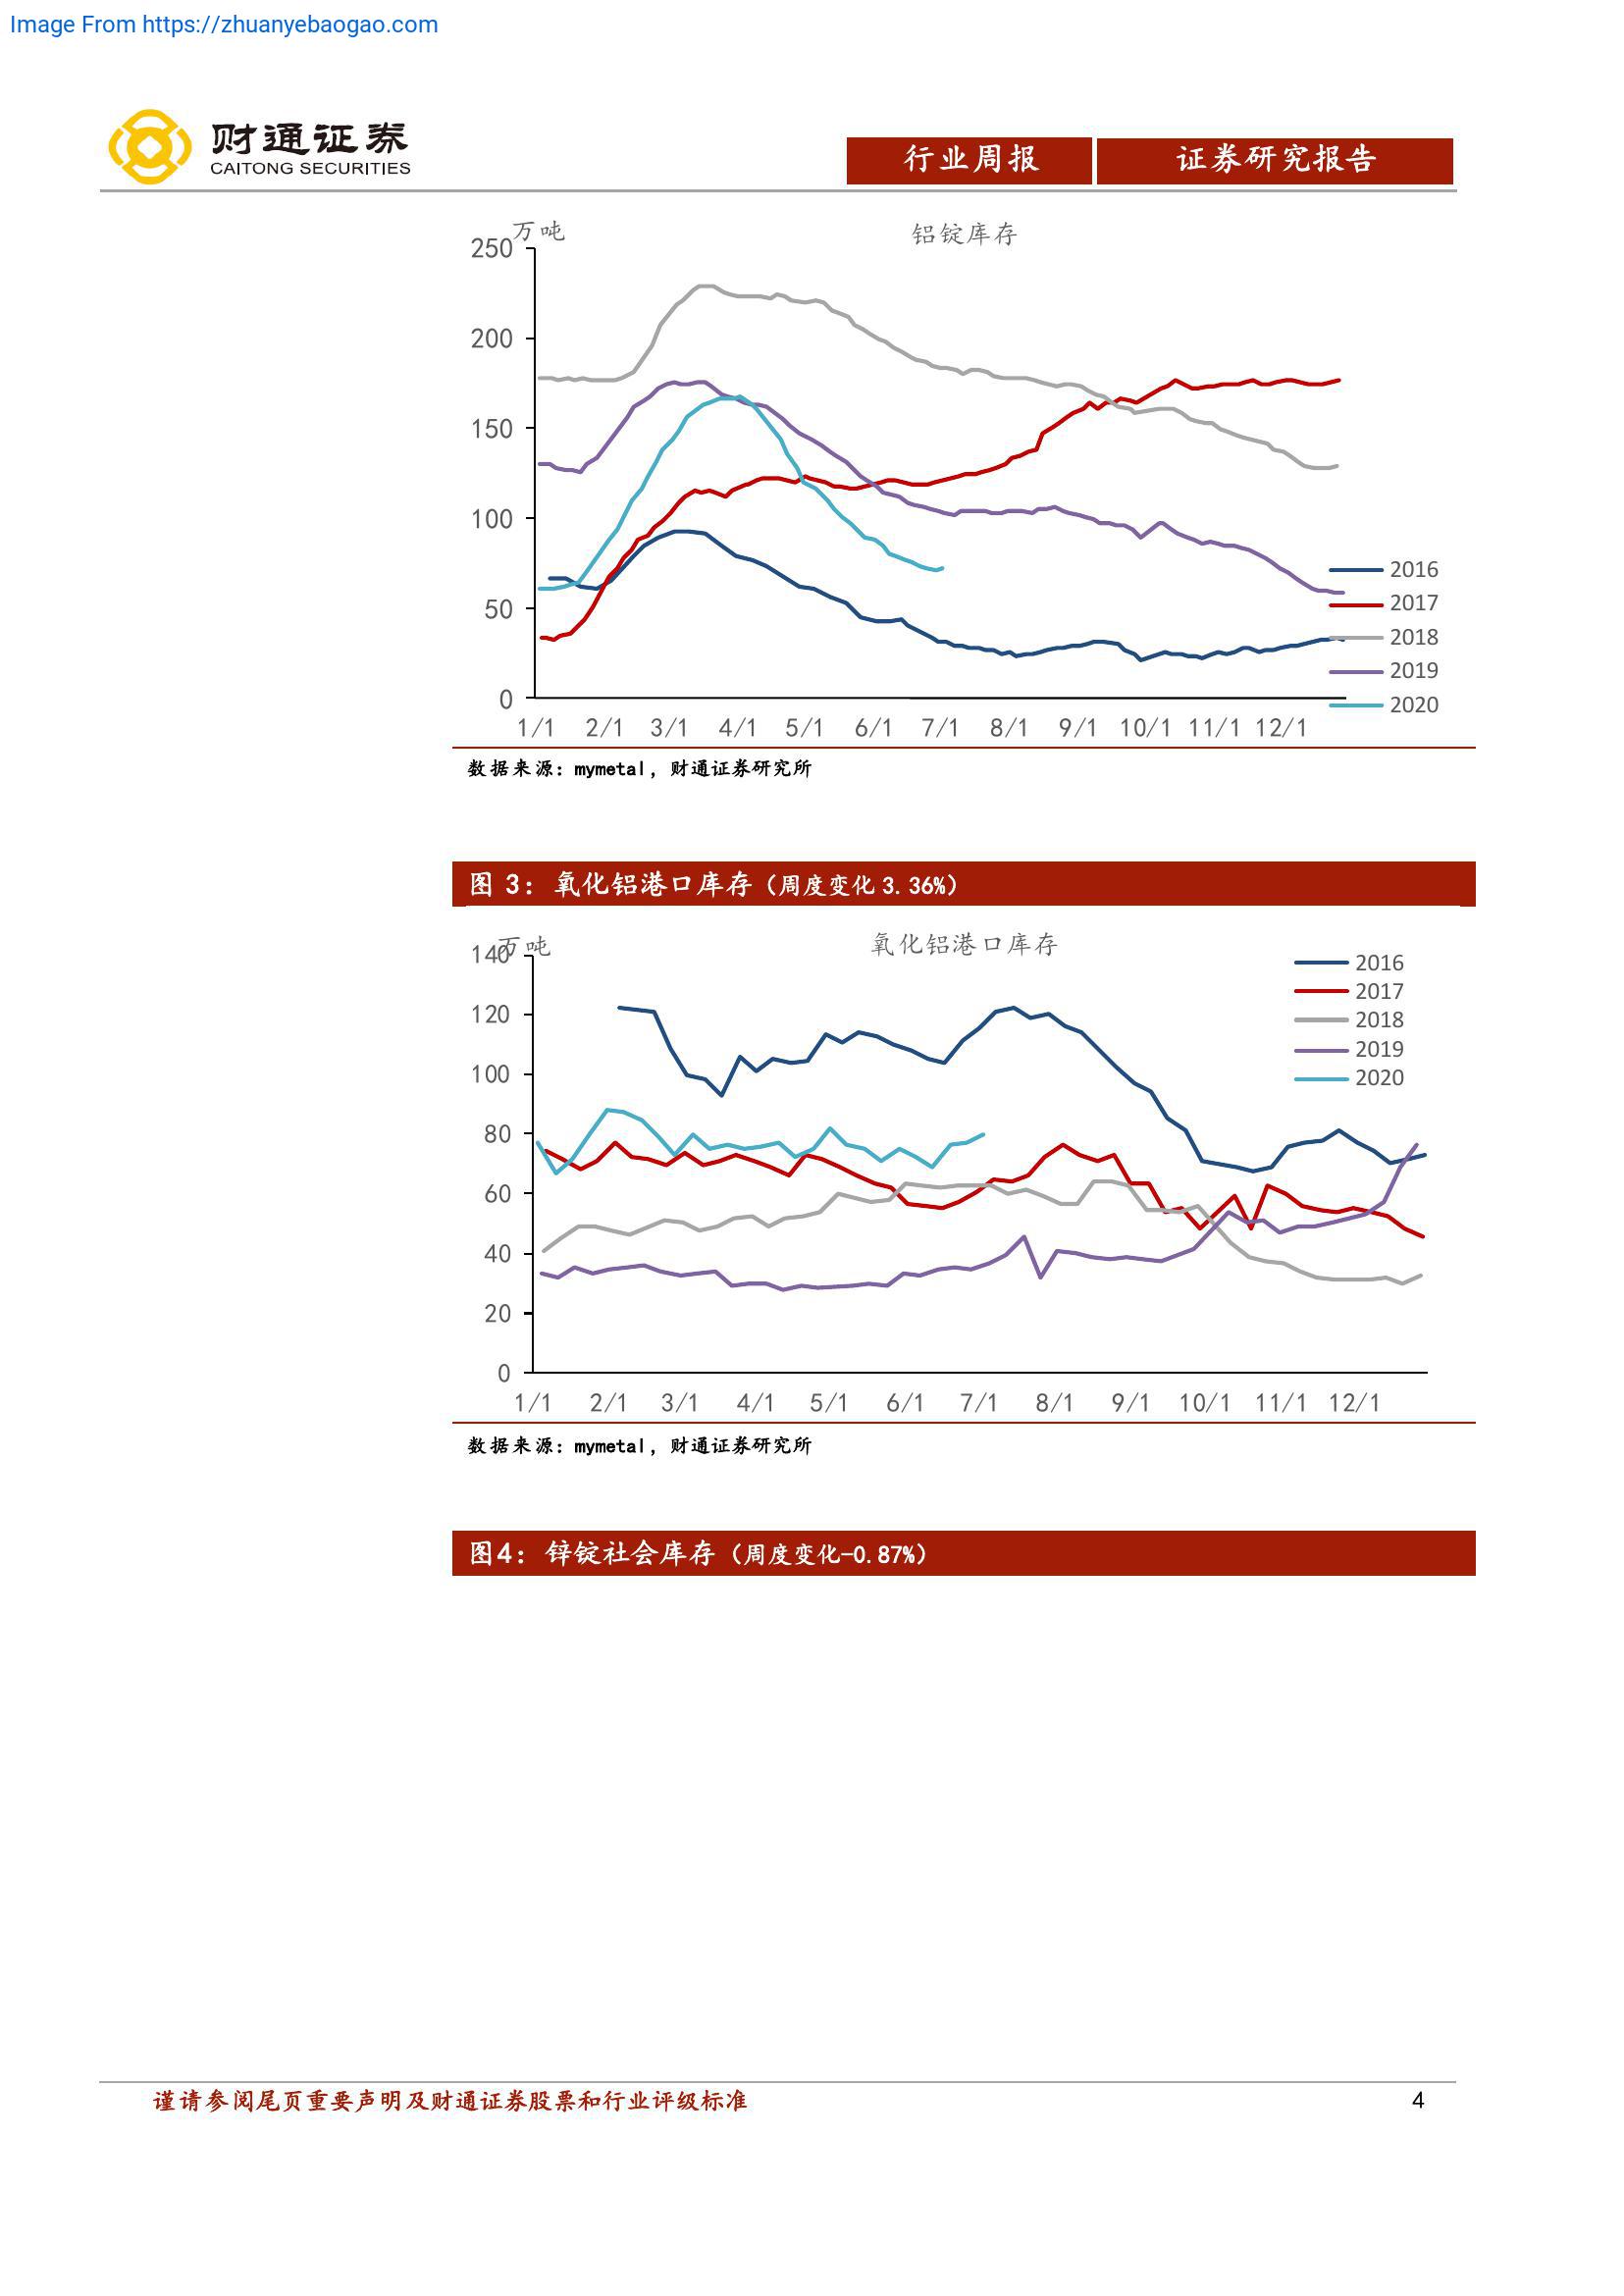 Image From https://zhuanyebaogao.com
财通证券
CAITONG SECURITIES
行业周报
证券研究报告
万吨
铝锭库存
250
200
150
100
50
0
1/1 2/1 3/1 4/1 5/1 6/1 7/1 8/1 9/1 10/1 11/1 12/1
2016
2017
2018
2019
2020
数据来源：mymetal，财通证券研究所
图 3：氧化铝港口库存（周度变化 3.36%）
万吨
氧化铝港口库存
140
120
100
80
60
40
20
0
1/1 2/1 3/1 4/1 5/1 6/1 7/1 8/1 9/1 10/1 11/1 12/1
2016
2017
2018
2019
2020
数据来源：mymetal，财通证券研究所
图4：锌锭社会库存（周度变化-0.87%）
谨请参阅尾页重要声明及财通证券股票和行业评级标准
4